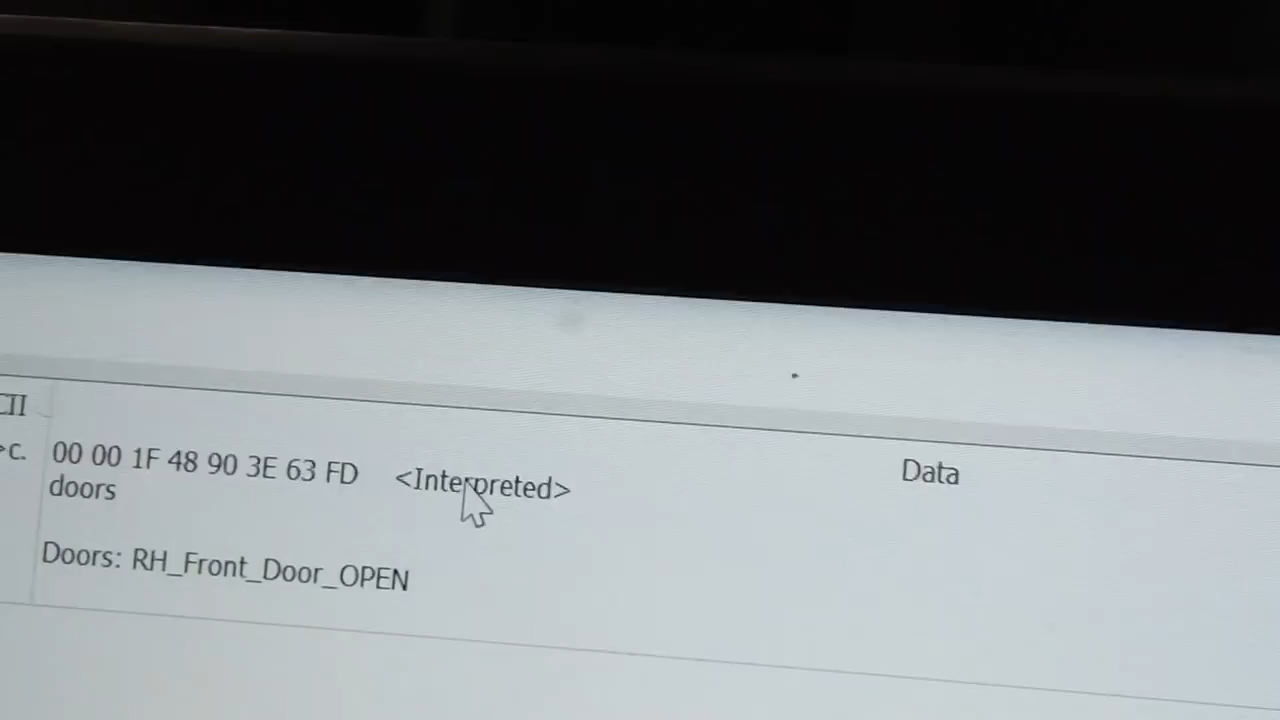 CII
>c. 00 00 1F 48 90 3E 63 FD <Interpreted> Data
doors
Doors: RH_Front_Door_OPEN